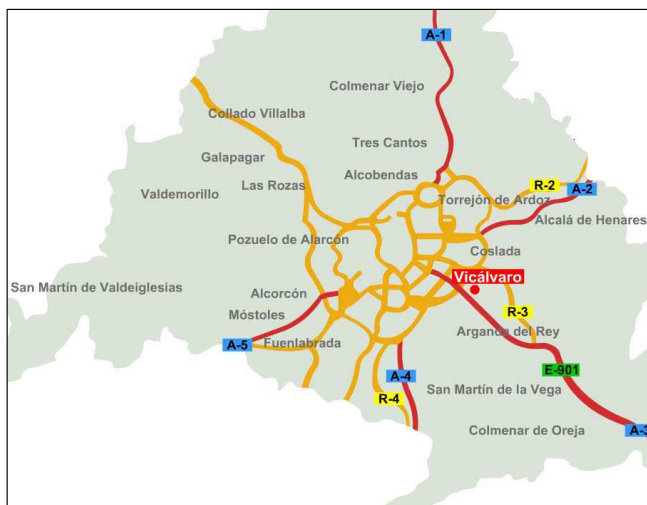 A-1
Colmenar Viejo
Collado Villalba
Tres Cantos
Galapagar
Alcobendas
Las Rozas
R-2
A-2
Valdemorillo
Torrejón de Ardoz
Alcalá de Henares
Pozuelo de Alarcón
Coslada
Vicálvaro
San Martín de Valdeiglesias
Alcorcón
Móstoles
R-3
Arganda del Rey
A-5
Fuenlabrada
E-901
A-4
San Martín de la Vega
R-4
Colmenar de Oreja
A-3